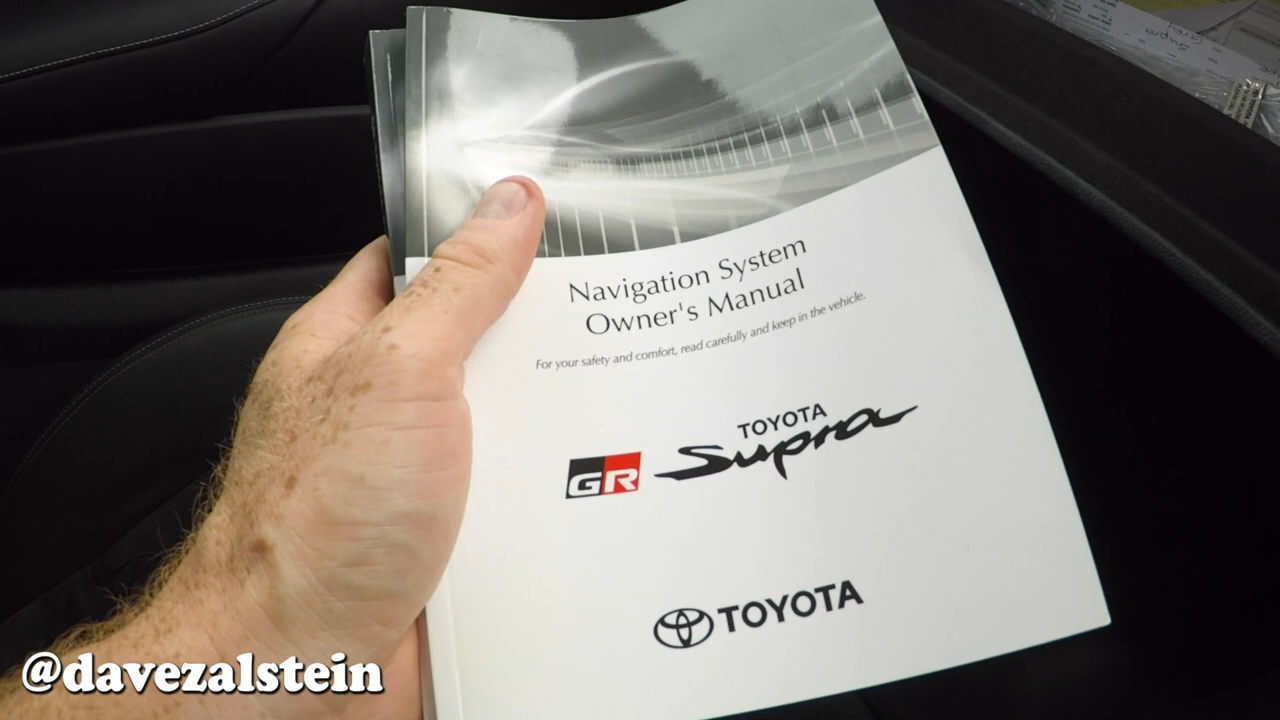 Supra
Navigation System
Owner's Manual
For your safety and comfort, read carefully and keep in the vehicle.
TOYOTA
GR Supra
TOYOTA
@davezalstein